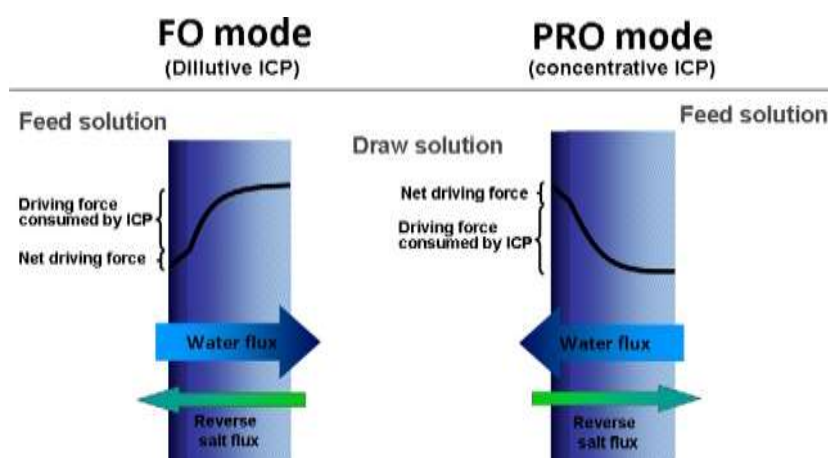 FO mode
(Dillutive ICP)
PRO mode
(concentrative ICP)
Feed solution
Draw solution
Feed solution
Driving force
consumed by ICP
Net driving force
Net driving force
Driving force
consumed by ICP
Water flux
Water flux
Reverse
salt flux
Reverse
salt flux